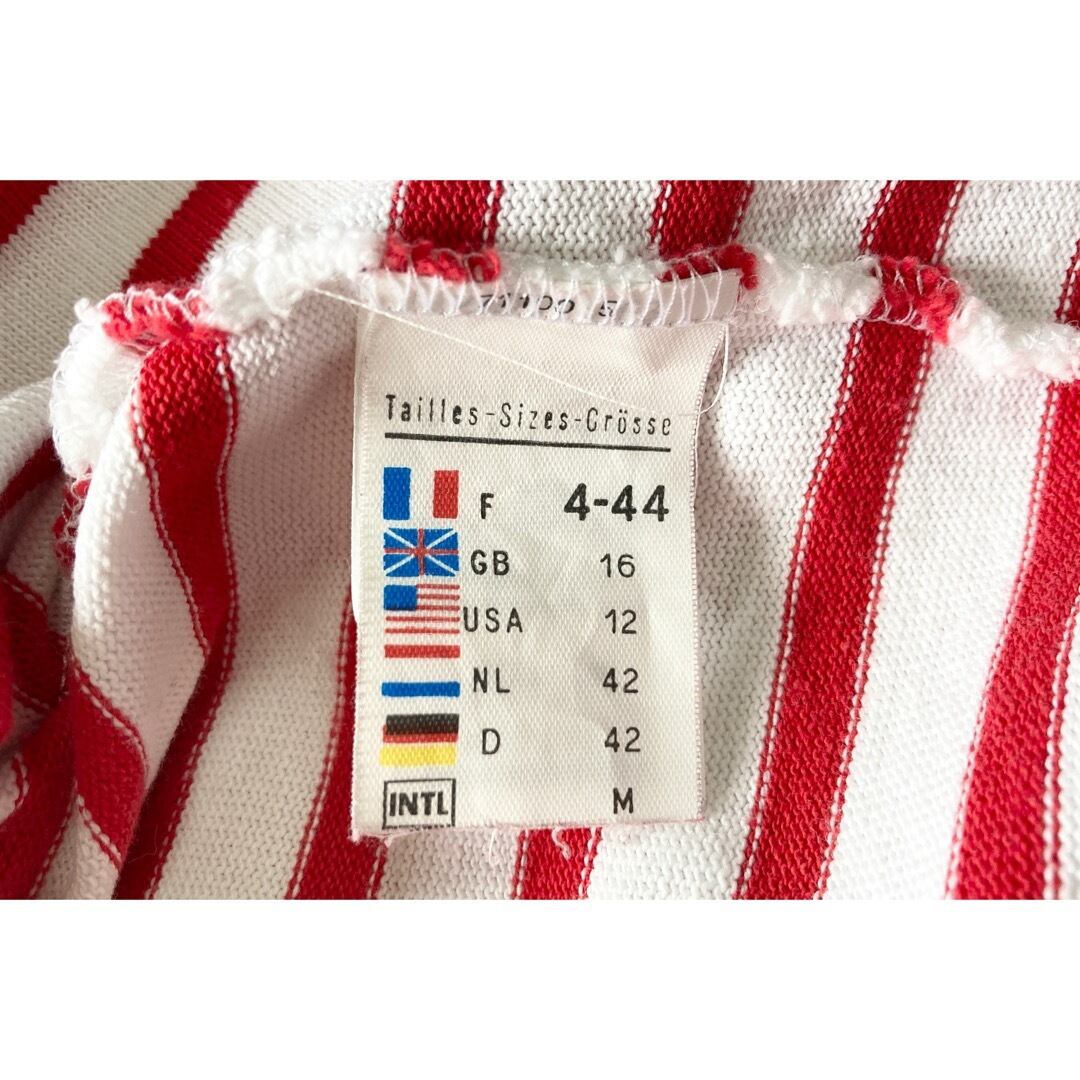 Tailles-Sizes-Grösse
F 4-44
GB 16
USA 12
NL 42
D 42
INTL M